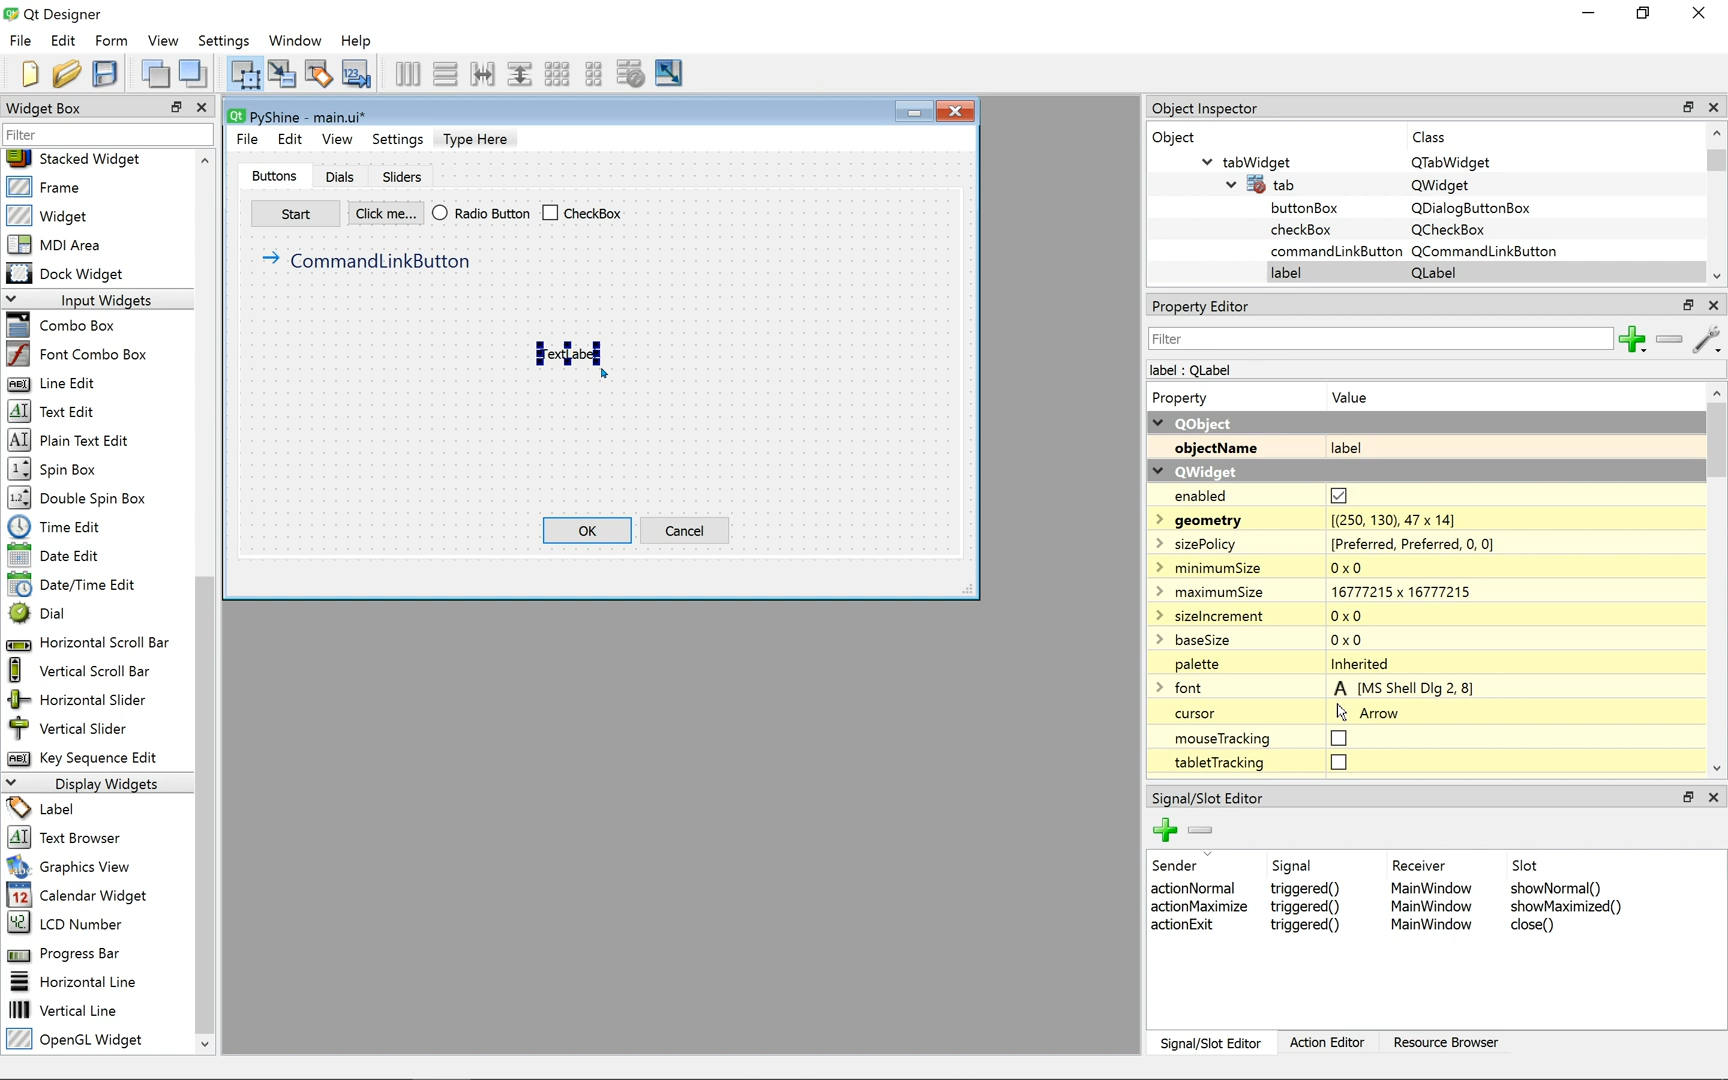 Qt Designer
File Edit Form View Settings Window Help
Widget Box
Filter
Stacked Widget
Frame
Widget
MDI Area
Dock Widget
Input Widgets
Combo Box
Font Combo Box
Line Edit
Text Edit
Plain Text Edit
Spin Box
Double Spin Box
Time Edit
Date Edit
Date/Time Edit
Dial
Horizontal Scroll Bar
Vertical Scroll Bar
Horizontal Slider
Vertical Slider
Key Sequence Edit
Display Widgets
Label
Text Browser
Graphics View
Calendar Widget
LCD Number
Progress Bar
Horizontal Line
Vertical Line
OpenGL Widget
PyShine - main.ui*
File Edit View Settings Type Here
Buttons Dials Sliders
Start Click me... Radio Button CheckBox
CommandLinkButton
TextLabel
OK Cancel
Object Inspector
Object Class
tabWidget QTabWidget
tab QWidget
buttonBox QDialogButtonBox
checkBox QCheckBox
commandLinkButton QCommandLinkButton
label QLabel
Property Editor
Filter
label : QLabel
Property Value
QObject
objectName label
QWidget
enabled
geometry [(250, 130), 47 x 14]
sizePolicy [Preferred, Preferred, 0, 0]
minimumSize 0 x 0
maximumSize 16777215 x 16777215
sizeIncrement 0 x 0
baseSize 0 x 0
palette Inherited
font A [MS Shell Dlg 2, 8]
cursor Arrow
mouseTracking
tabletTracking
Signal/Slot Editor
Sender Signal Receiver Slot
actionNormal triggered() MainWindow showNormal()
actionMaximize triggered() MainWindow showMaximized()
actionExit triggered() MainWindow close()
Signal/Slot Editor Action Editor Resource Browser